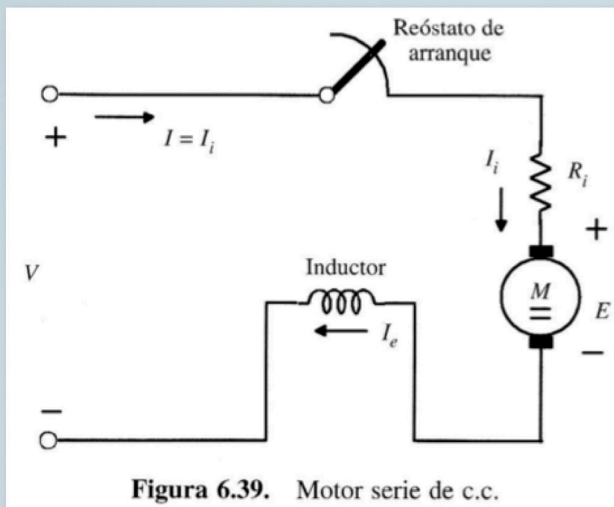 Reóstato de
arranque
+
I = I_i
I_i
R_i
+
V
Inductor
M
E
I_e
−
−
Figura 6.39. Motor serie de c.c.